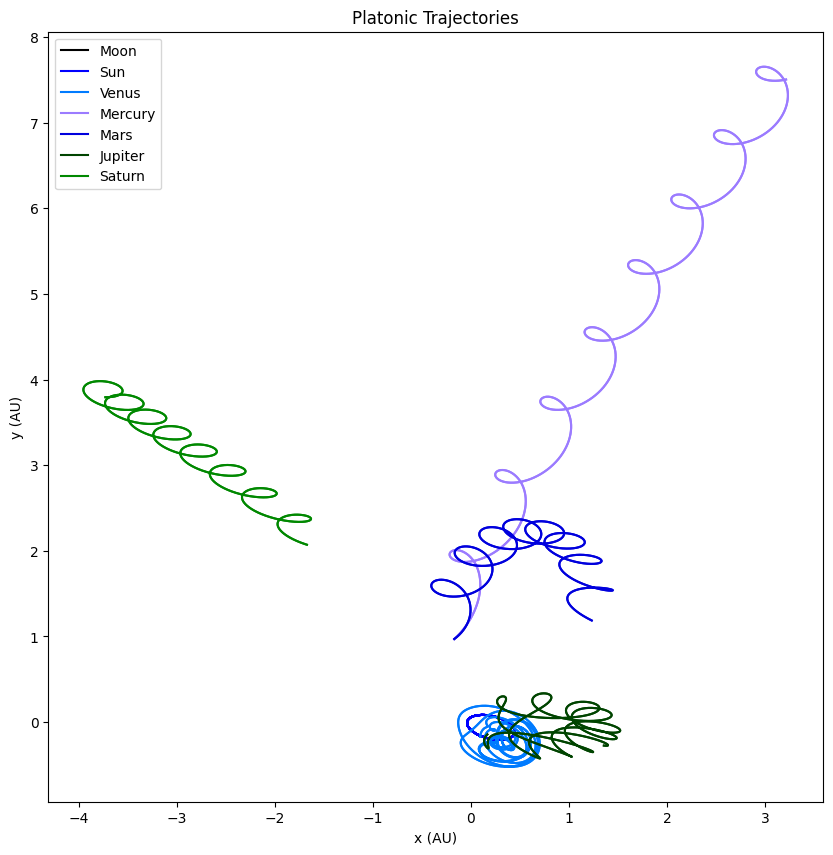 Platonic Trajectories
Moon
Sun
Venus
Mercury
Mars
Jupiter
Saturn
8
7
6
5
4
3
2
1
0
y (AU)
−4
−3
−2
−1
0
1
2
3
x (AU)